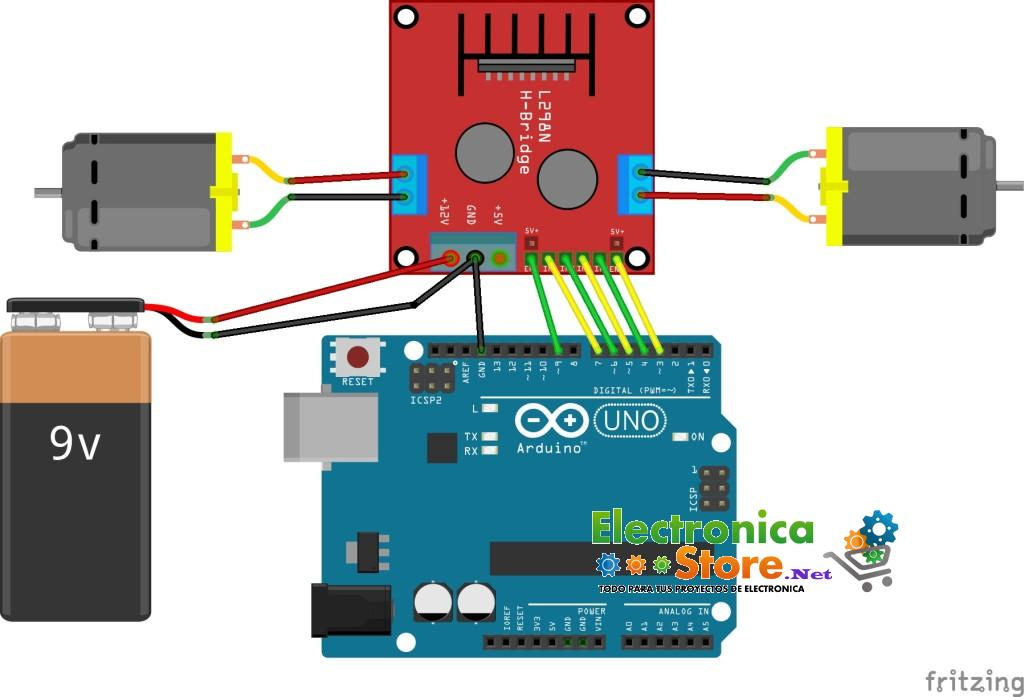 L298N
H-Bridge
+12V
GND
+5V
5V+
5V+
9v
RESET
ICSP2
AREF
GND
13
12
~11
~10
~9
8
7
~6
~5
4
~3
2
TX0▶1
RX0◀0
DIGITAL (PWM=~)
L
TX
RX
UNO
Arduino™
ON
1
ICSP
Electronica
Store.Net
TODO PARA TUS PROYECTOS DE ELECTRONICA
POWER
ANALOG IN
IOREF
RESET
3V3
5V
GND
GND
VIN
A0
A1
A2
A3
A4
A5
fritzing